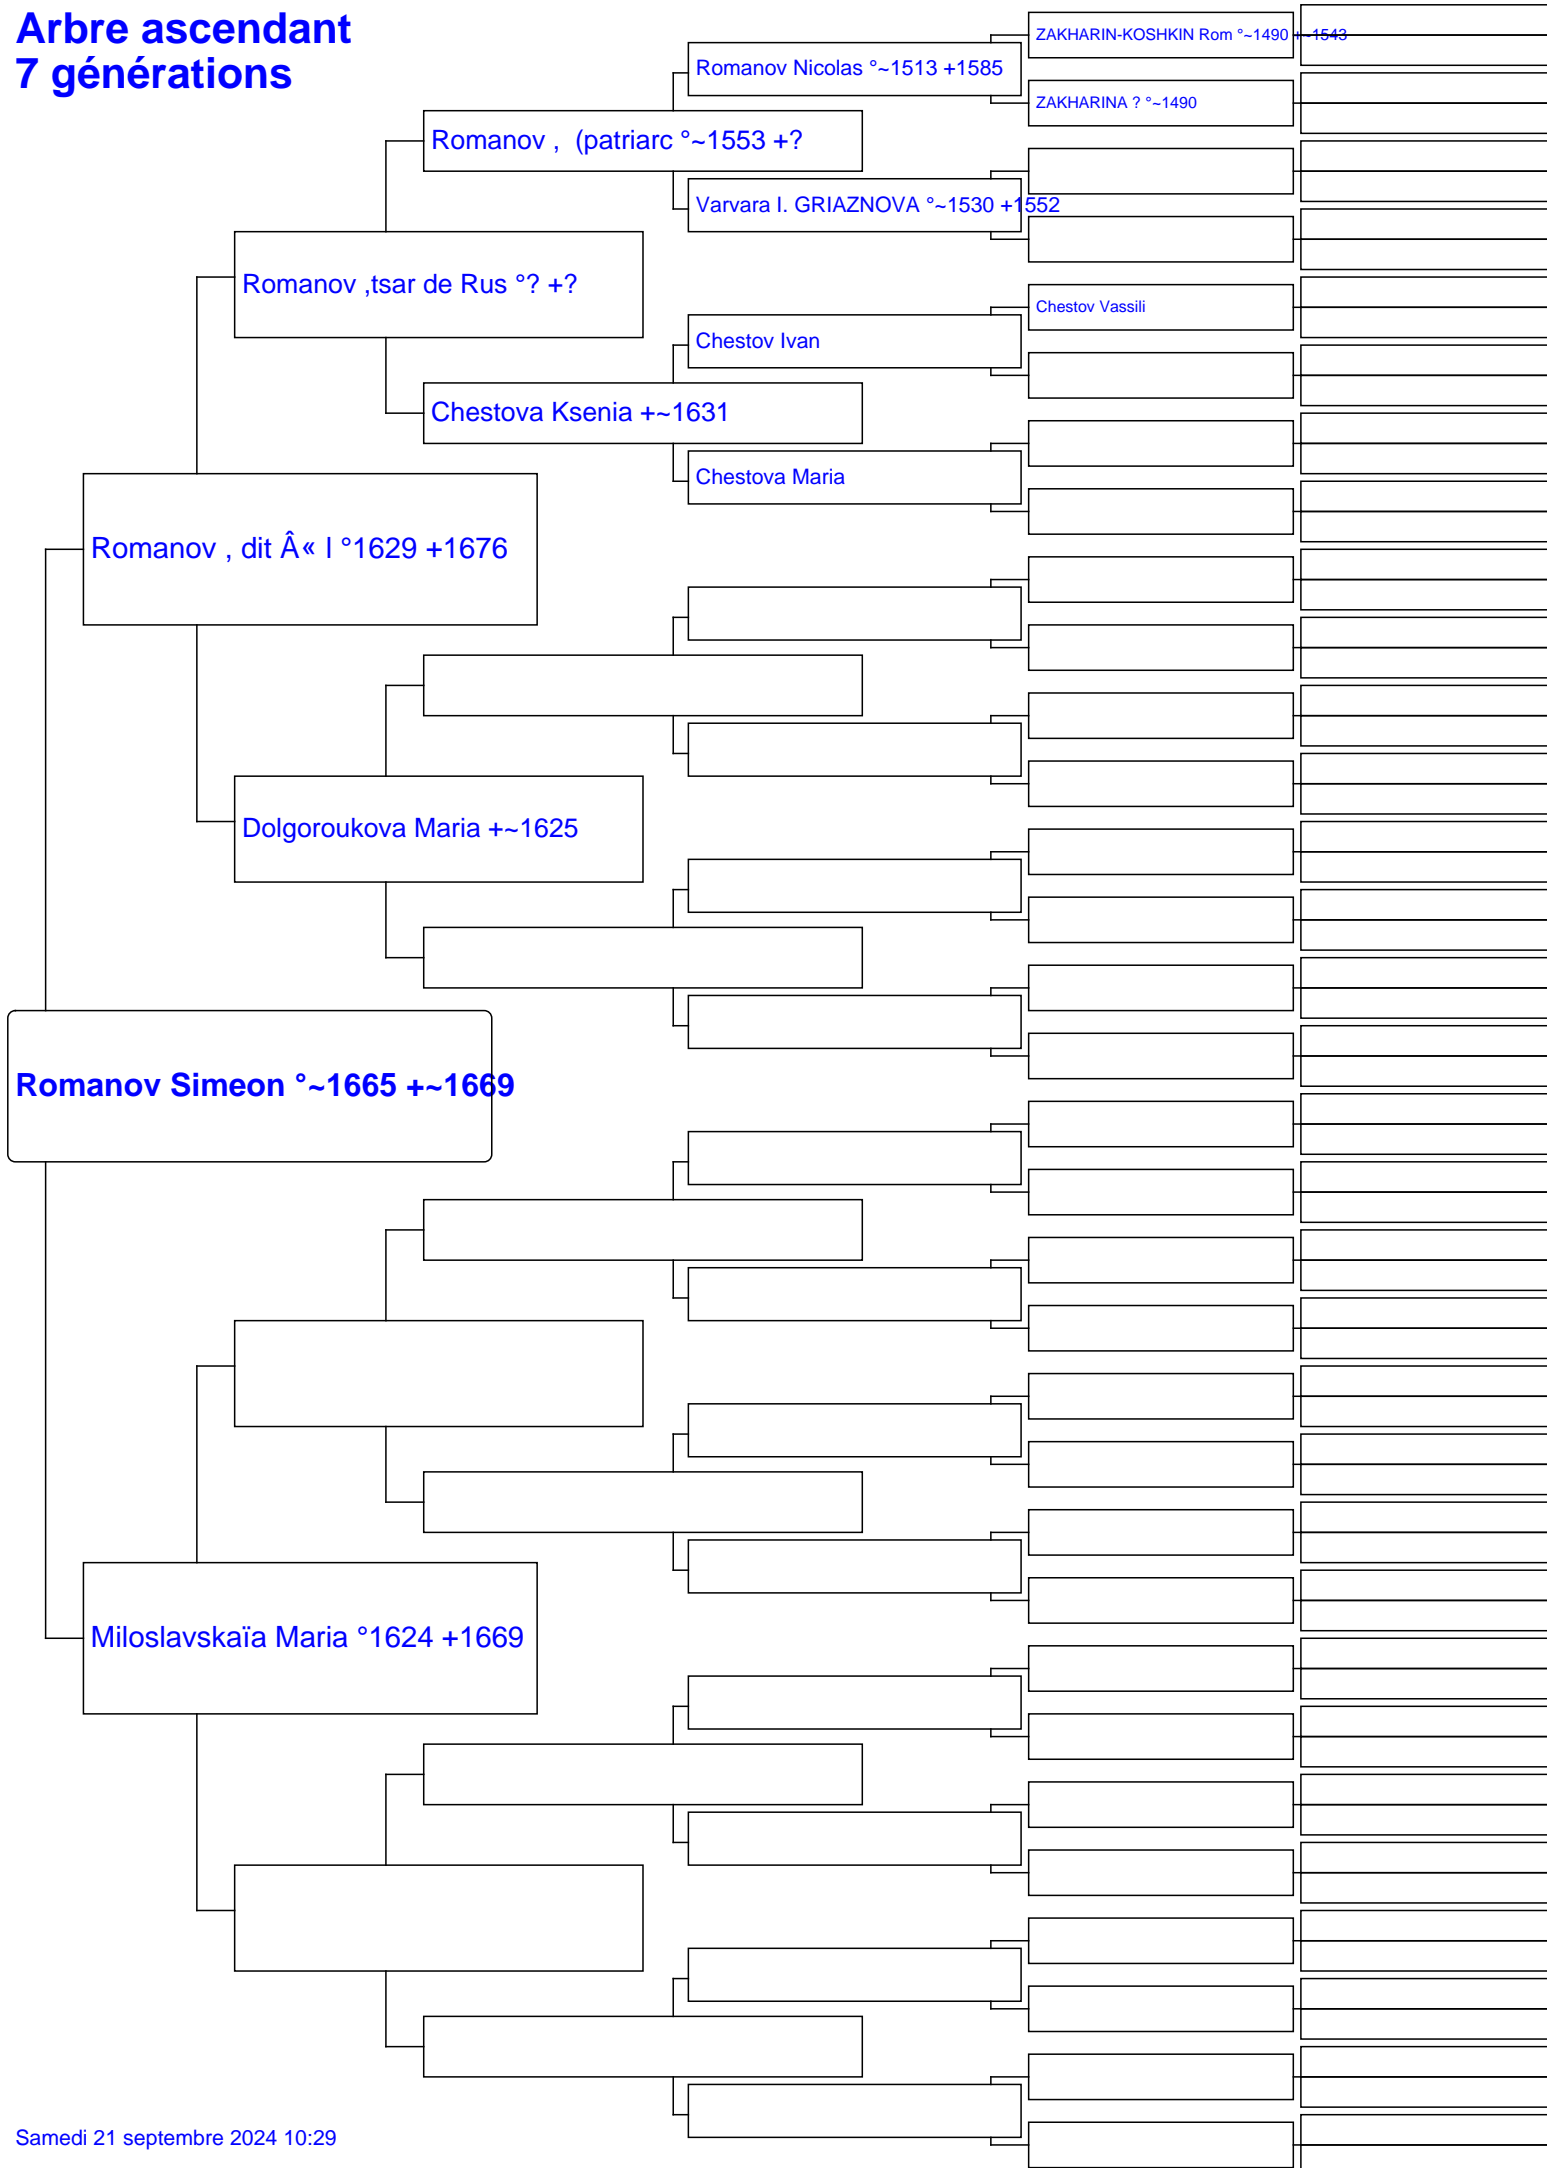 Arbre ascendant
7 générations
ZAKHARIN-KOSHKIN Rom °~1490 +~1543
Romanov Nicolas °~1513 +1585
ZAKHARINA ? °~1490
Romanov ,  (patriarc °~1553 +?
Varvara I. GRIAZNOVA °~1530 +1552
Romanov ,tsar de Rus °? +?
Chestov Vassili
Chestov Ivan
Chestova Ksenia +~1631
Chestova Maria
Romanov , dit Â« l °1629 +1676
Dolgoroukova Maria +~1625
Romanov Simeon °~1665 +~1669
Miloslavskaïa Maria °1624 +1669
Samedi 21 septembre 2024 10:29